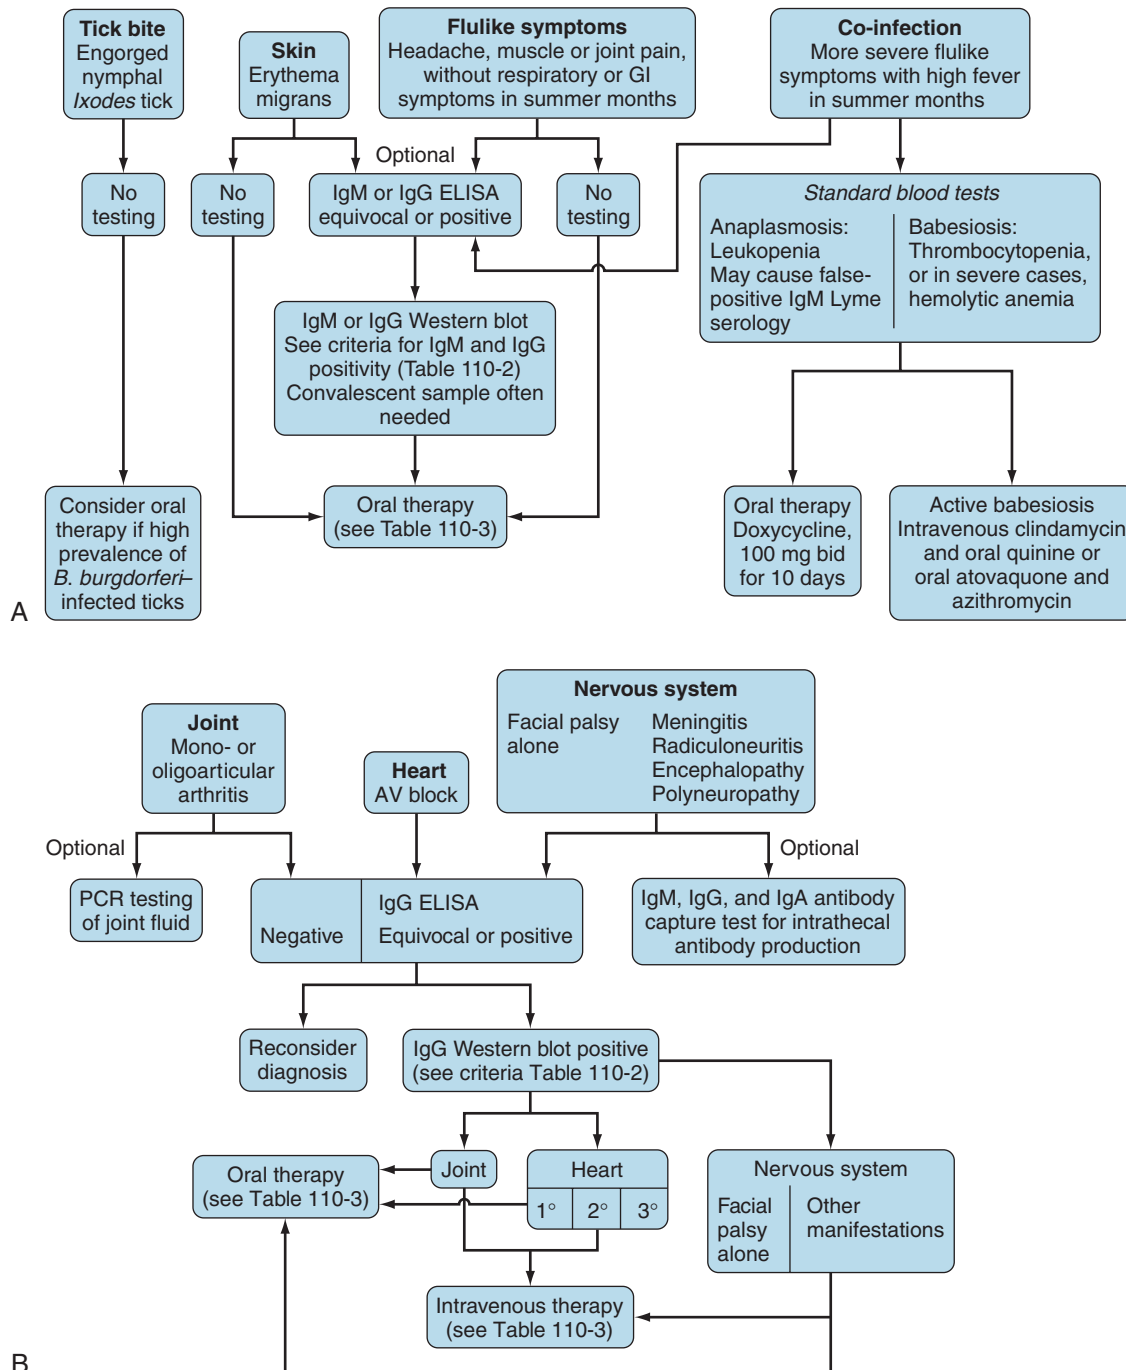 Tick bite
Engorged
nymphal
Ixodes tick
Skin
Erythema
migrans
Flulike symptoms
Headache, muscle or joint pain,
without respiratory or GI
symptoms in summer months
Co-infection
More severe flulike
symptoms with high fever
in summer months
Optional
No
testing
No
testing
IgM or IgG ELISA
equivocal or positive
No
testing
Standard blood tests
Anaplasmosis:
Leukopenia
May cause false-
positive IgM Lyme
serology
Babesiosis:
Thrombocytopenia,
or in severe cases,
hemolytic anemia
IgM or IgG Western blot
See criteria for IgM and IgG
positivity (Table 110-2)
Convalescent sample often
needed
Consider oral
therapy if high
prevalence of
B. burgdorferi–
infected ticks
Oral therapy
(see Table 110-3)
Oral therapy
Doxycycline,
100 mg bid
for 10 days
Active babesiosis
Intravenous clindamycin
and oral quinine or
oral atovaquone and
azithromycin
A
Joint
Mono- or
oligoarticular
arthritis
Heart
AV block
Nervous system
Facial palsy
alone
Meningitis
Radiculoneuritis
Encephalopathy
Polyneuropathy
Optional
Optional
PCR testing
of joint fluid
IgG ELISA
Negative
Equivocal or positive
IgM, IgG, and IgA antibody
capture test for intrathecal
antibody production
Reconsider
diagnosis
IgG Western blot positive
(see criteria Table 110-2)
Oral therapy
(see Table 110-3)
Joint
Heart
1° 2° 3°
Nervous system
Facial
palsy
alone
Other
manifestations
Intravenous therapy
(see Table 110-3)
B